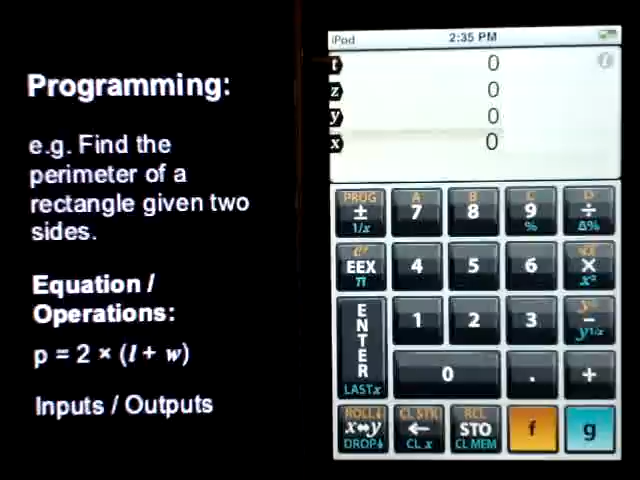 Programming:
e.g. Find the
perimeter of a
rectangle given two
sides.
Equation /
Operations:
p = 2 × (l + w)
Inputs / Outputs
iPod 2:35 PM
t 0
z 0
y 0
x 0
PROG A B C D
± 7 8 9 ÷
1/x % Δ%
EEX 4 5 6 ×
π x²
ENTER 1 2 3 −
y^1/x
0 . +
LASTx
ROLL↓ CL STK RCL
x↔y ← STO f g
DROP↓ CL x CL MEM